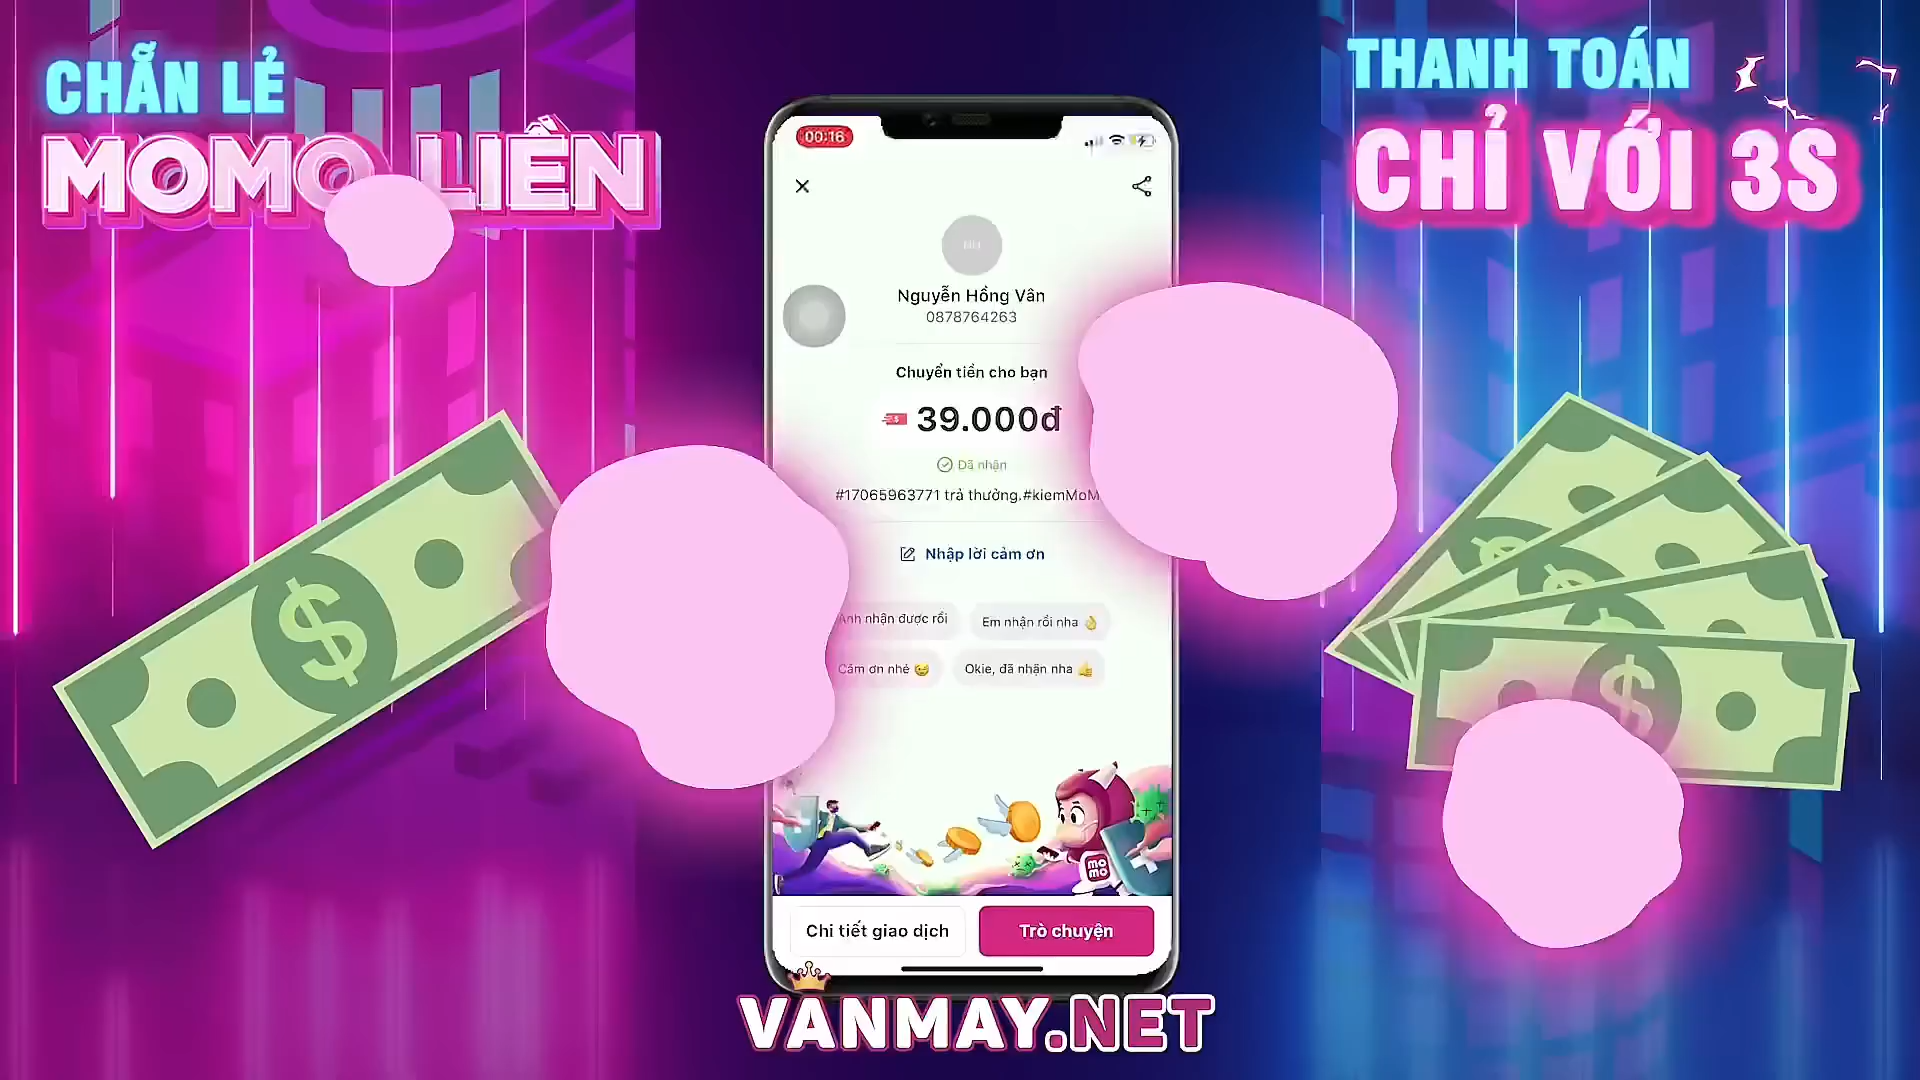 CHẴN LẺ
MOMO LIỀN
THANH TOÁN
CHỈ VỚI 3S
00:16
Nguyễn Hồng Vân
0878764263
Chuyển tiền cho bạn
39.000đ
Đã nhận
#17065963771 trả thưởng.#kiemMoM
Nhập lời cảm ơn
Anh nhận được rồi
Em nhận rồi nha 👌
Cảm ơn nhé
Okie, đã nhận nha 👍
mo
mo
Chi tiết giao dịch
Trò chuyện
VANMAY.NET